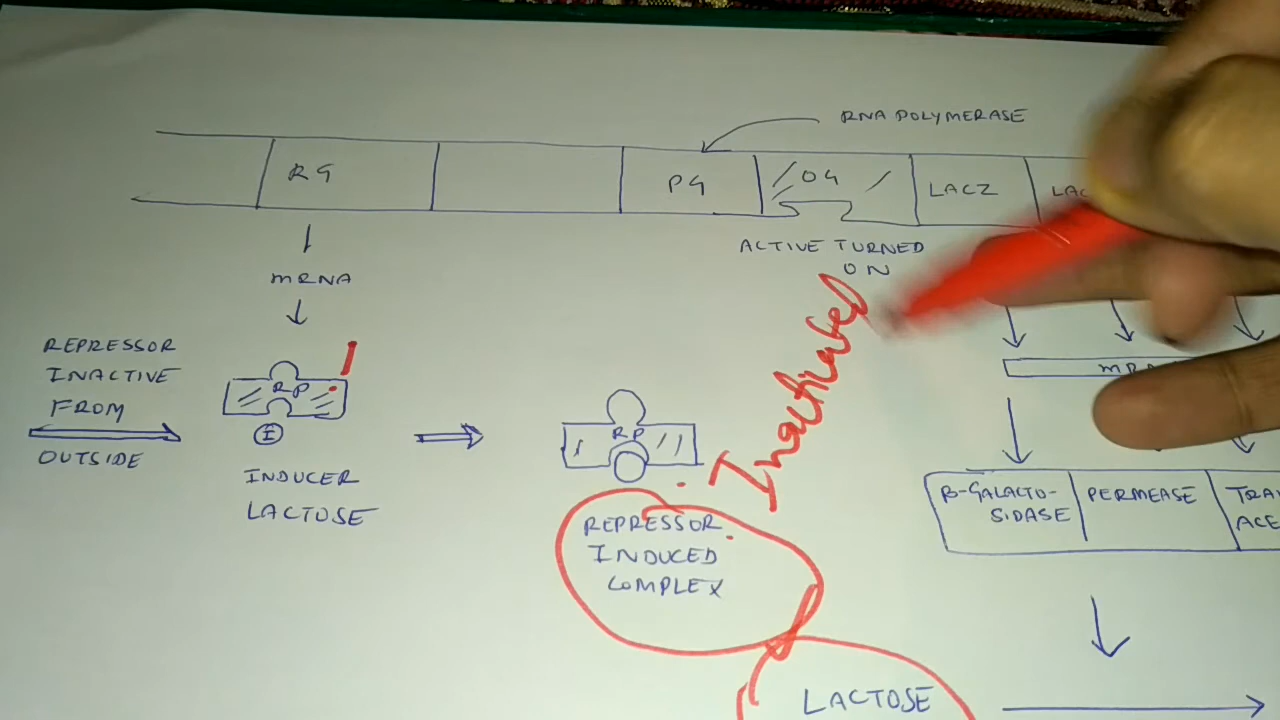 RNA POLYMERASE
RG
PG
OG
LACZ
LAC
ACTIVE TURNED
ON
mRNA
REPRESSOR
INACTIVE
FROM
OUTSIDE
RP
I
INDUCER
LACTOSE
RP
Inactivated
REPRESSOR
INDUCED
COMPLEX
β-GALACTO-
SIDASE
PERMEASE
LACTOSE